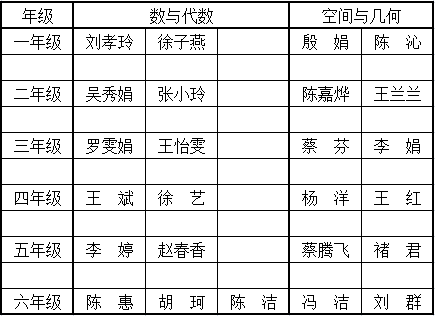 年级 数与代数 空间与几何
一年级 刘孝玲 徐子燕 殷 娟 陈 沁
二年级 吴秀娟 张小玲 陈嘉烨 王兰兰
三年级 罗雯娟 王怡雯 蔡 芬 李 娟
四年级 王 斌 徐 艺 杨 洋 王 红
五年级 李 婷 赵春香 蔡腾飞 褚 君
六年级 陈 惠 胡 珂 陈 洁 冯 洁 刘 群